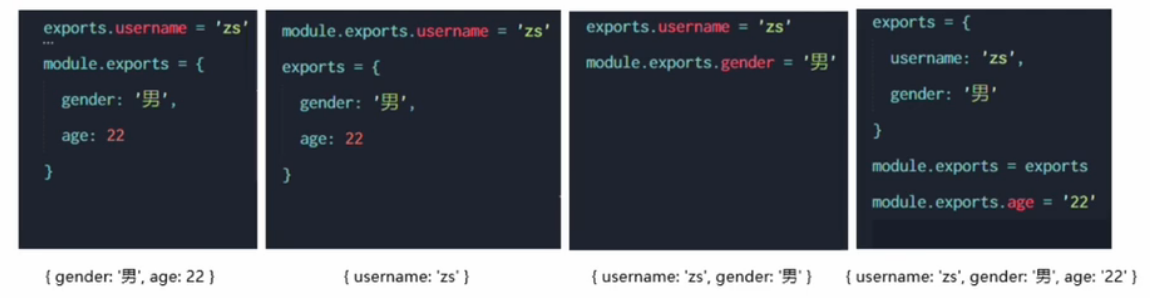 exports.username = 'zs'
module.exports = {
gender: '男',
age: 22
}
module.exports.username = 'zs'
exports = {
gender: '男',
age: 22
}
exports.username = 'zs'
module.exports.gender = '男'
exports = {
username: 'zs',
gender: '男'
}
module.exports = exports
module.exports.age = '22'
{ gender: '男', age: 22 }
{ username: 'zs' }
{ username: 'zs', gender: '男' }
{ username: 'zs', gender: '男', age: '22' }